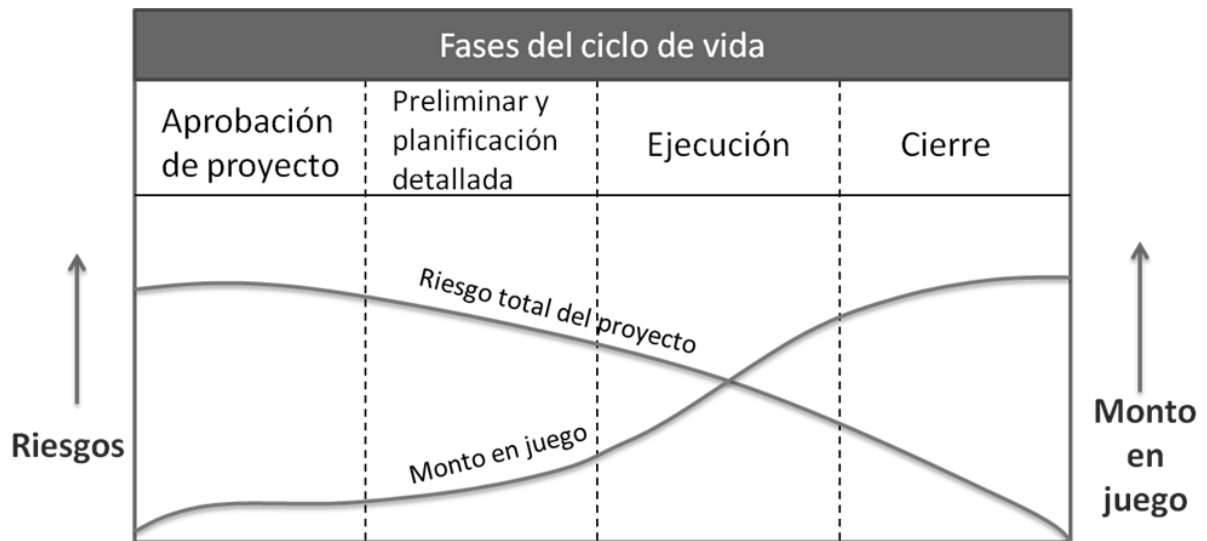 Fases del ciclo de vida
Aprobación
de proyecto
Preliminar y
planificación
detallada
Ejecución
Cierre
Riesgos
Riesgo total del proyecto
Monto en juego
Monto
en
juego